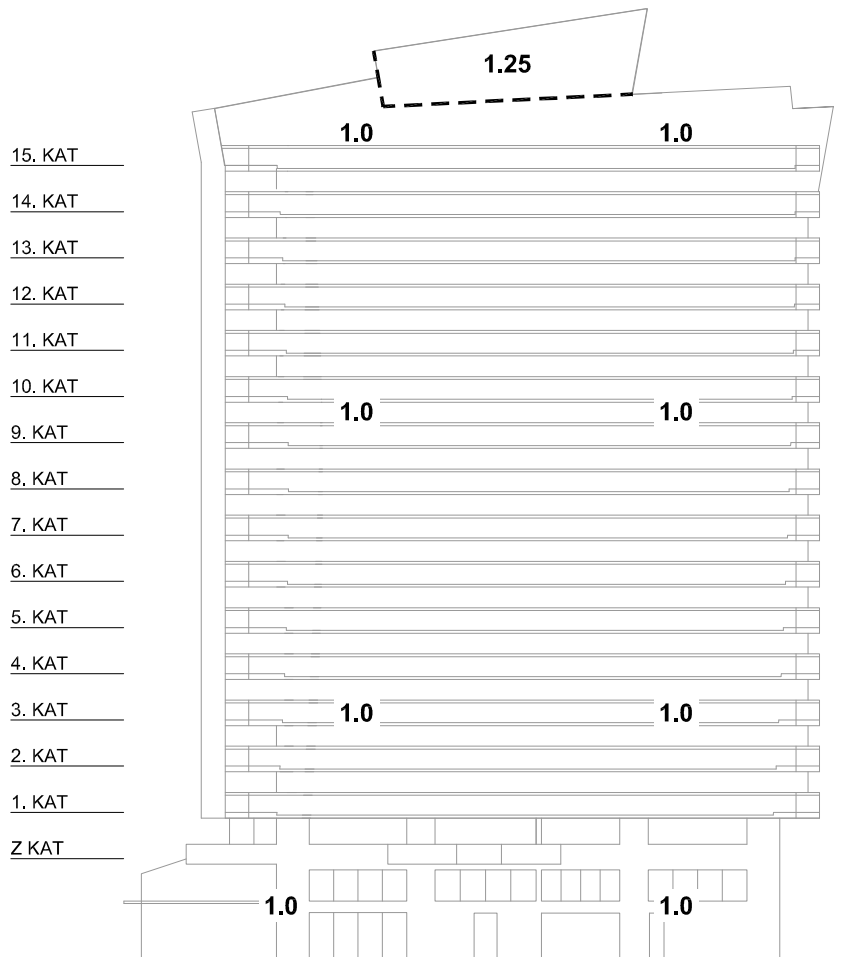 1.25
1.0 1.0
15. KAT
14. KAT
13. KAT
12. KAT
11. KAT
10. KAT
1.0 1.0
9. KAT
8. KAT
7. KAT
6. KAT
5. KAT
4. KAT
3. KAT
1.0 1.0
2. KAT
1. KAT
Z KAT
1.0 1.0